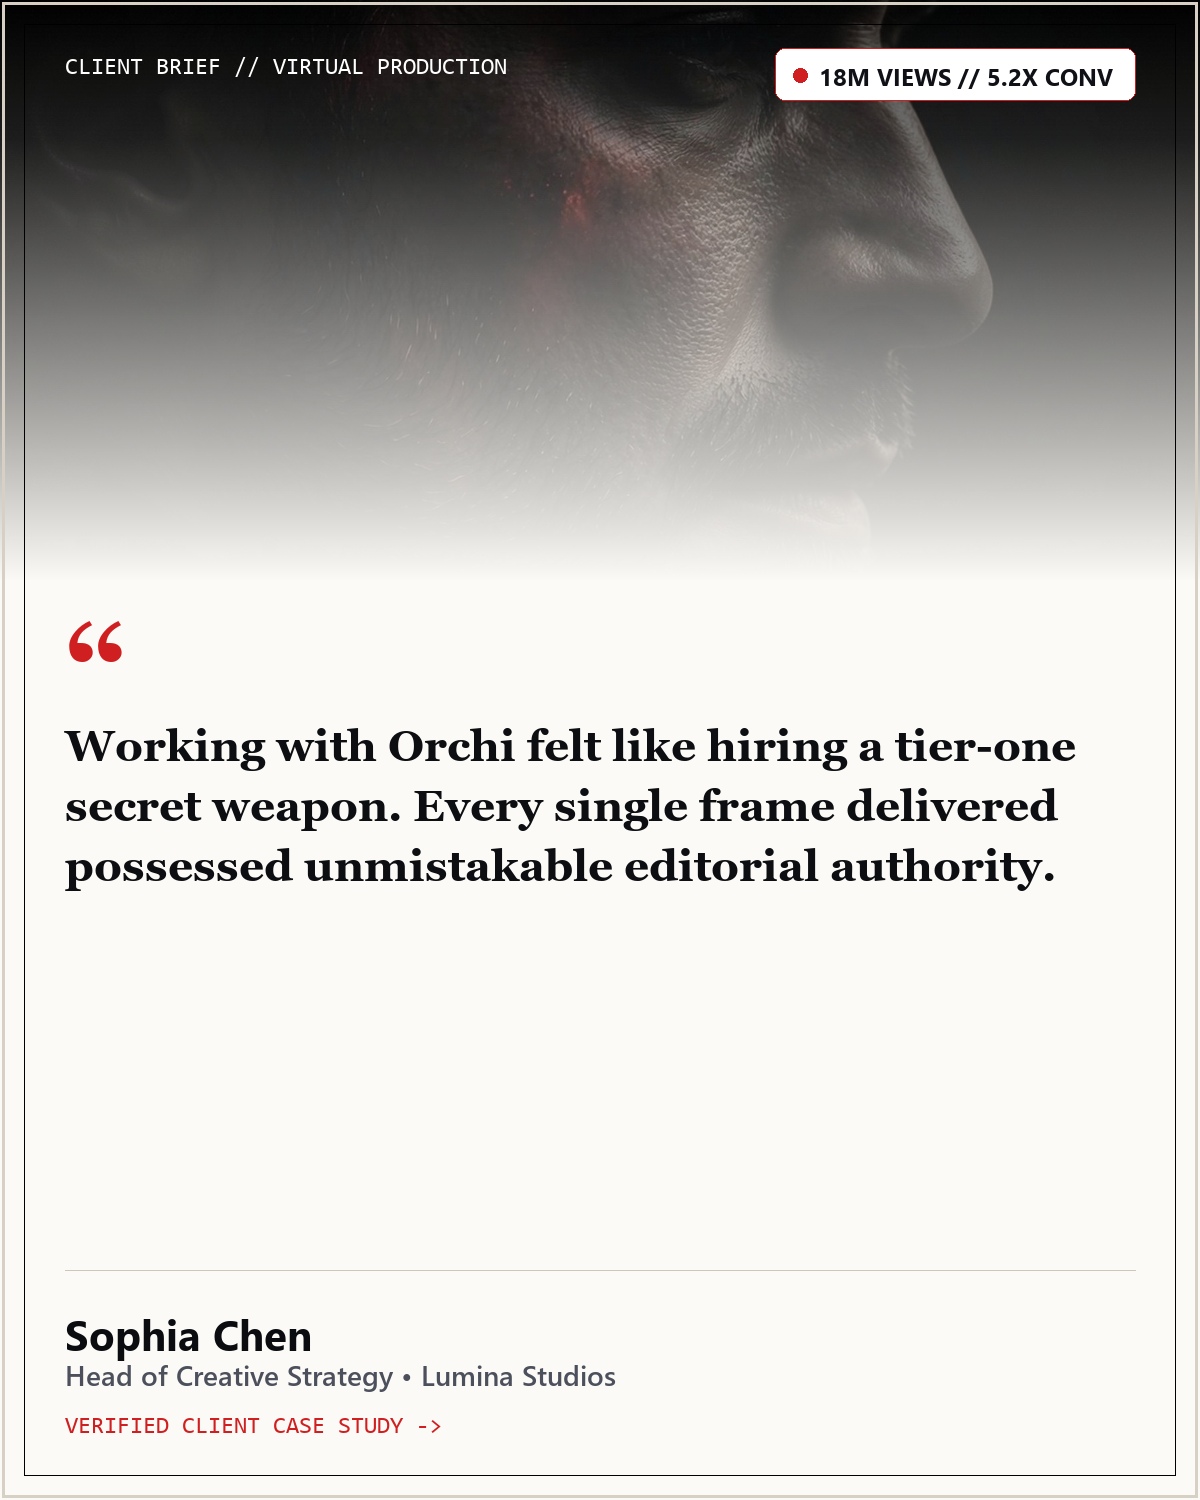 CLIENT BRIEF // VIRTUAL PRODUCTION
18M VIEWS // 5.2X CONV
“
Working with Orchi felt like hiring a tier-one
secret weapon. Every single frame delivered
possessed unmistakable editorial authority.
Sophia Chen
Head of Creative Strategy • Lumina Studios
VERIFIED CLIENT CASE STUDY ->